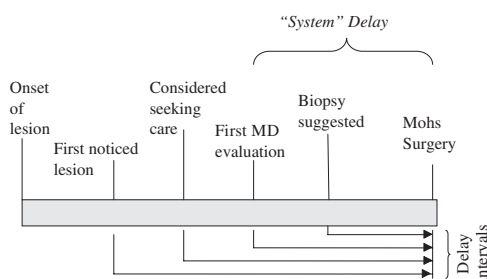 “System” Delay
Onset
of
lesion
First noticed
lesion
Considered
seeking
care
First MD
evaluation
Biopsy
suggested
Mohs
Surgery
Delay
intervals